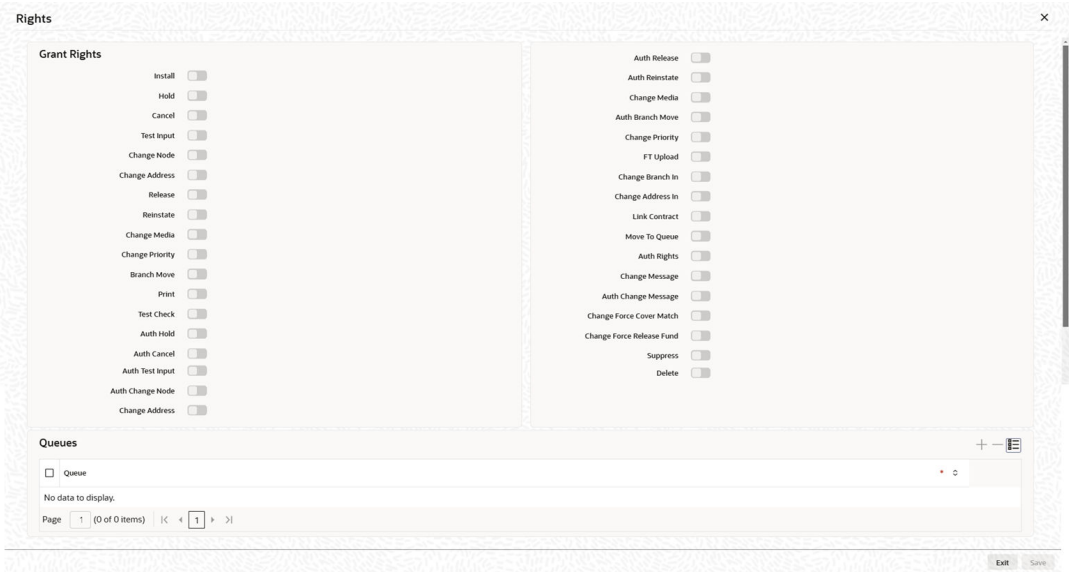 Rights
Grant Rights
Install
Hold
Cancel
Test Input
Change Node
Change Address
Release
Reinstate
Change Media
Change Priority
Branch Move
Print
Test Check
Auth Hold
Auth Cancel
Auth Test Input
Auth Change Node
Change Address
Auth Release
Auth Reinstate
Change Media
Auth Branch Move
Change Priority
FT Upload
Change Branch In
Change Address In
Link Contract
Move To Queue
Auth Rights
Change Message
Auth Change Message
Change Force Cover Match
Change Force Release Fund
Suppress
Delete
Queues
Queue *
No data to display.
Page 1 (0 of 0 items) 1
Exit Save